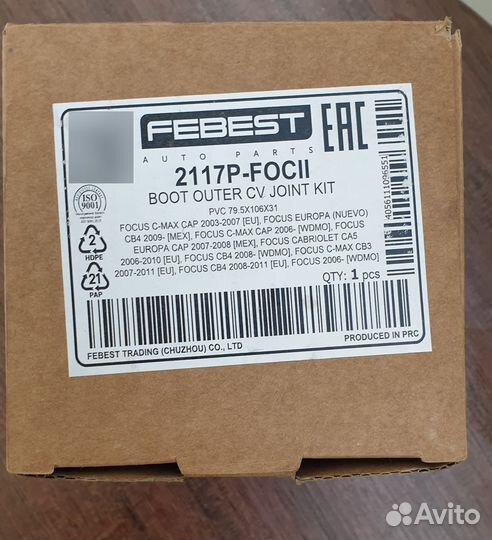 FEBEST
AUTO PARTS
EAC
2117P-FOCII
BOOT OUTER CV JOINT KIT
PVC 79.5X106X31
FOCUS C-MAX CAP 2003-2007 [EU], FOCUS EUROPA (NUEVO)
CB4 2009- [MEX], FOCUS C-MAX CAP 2006- [WDMO], FOCUS
EUROPA CAP 2007-2008 [MEX], FOCUS CABRIOLET CA5
2006-2010 [EU], FOCUS CB4 2008- [WDMO], FOCUS C-MAX CB3
2007-2011 [EU], FOCUS CB4 2008-2011 [EU], FOCUS 2006- [WDMO]
QTY: 1 pcs
ISO
9001
2
HDPE
21
PAP
4056111096551
FEBEST TRADING (CHUZHOU) CO., LTD
PRODUCED IN PRC
Avito